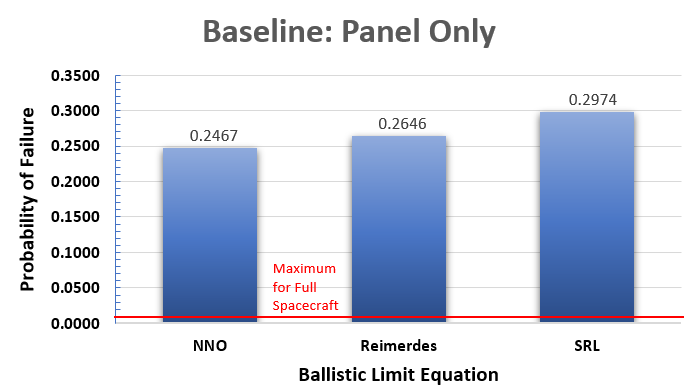 Baseline: Panel Only
Probability of Failure
0.3500
0.3000
0.2500
0.2000
0.1500
0.1000
0.0500
0.0000
0.2467
0.2646
0.2974
Maximum
for Full
Spacecraft
NNO
Reimerdes
SRL
Ballistic Limit Equation